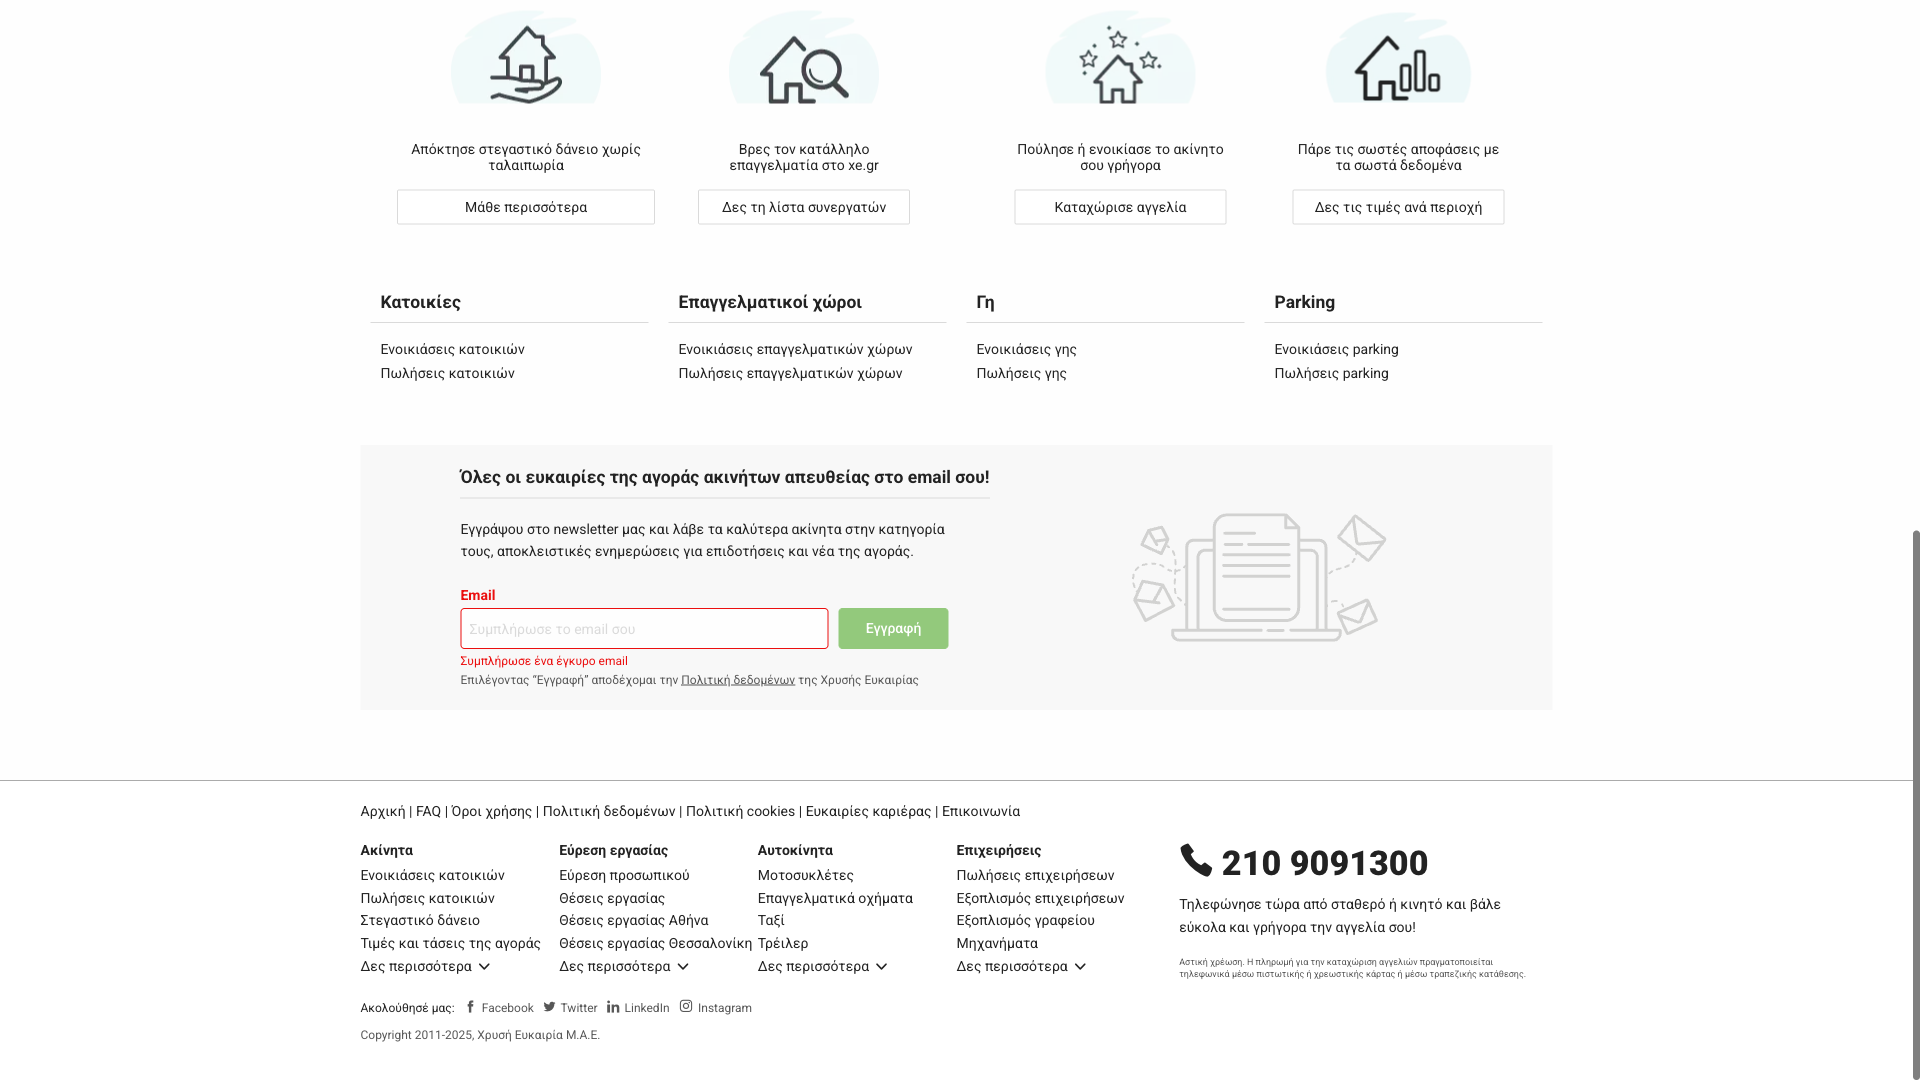 Απόκτησε στεγαστικό δάνειο χωρίς
ταλαιπωρία
Μάθε περισσότερα
Βρες τον κατάλληλο
επαγγελματία στο xe.gr
Δες τη λίστα συνεργατών
Πούλησε ή ενοικίασε το ακίνητο
σου γρήγορα
Καταχώρισε αγγελία
Πάρε τις σωστές αποφάσεις με
τα σωστά δεδομένα
Δες τις τιμές ανά περιοχή
Κατοικίες
Ενοικιάσεις κατοικιών
Πωλήσεις κατοικιών
Επαγγελματικοί χώροι
Ενοικιάσεις επαγγελματικών χώρων
Πωλήσεις επαγγελματικών χώρων
Γη
Ενοικιάσεις γης
Πωλήσεις γης
Parking
Ενοικιάσεις parking
Πωλήσεις parking
Όλες οι ευκαιρίες της αγοράς ακινήτων απευθείας στο email σου!
Εγγράψου στο newsletter μας και λάβε τα καλύτερα ακίνητα στην κατηγορία
τους, αποκλειστικές ενημερώσεις για επιδοτήσεις και νέα της αγοράς.
Email
Συμπλήρωσε το email σου
Εγγραφή
Συμπλήρωσε ένα έγκυρο email
Επιλέγοντας “Εγγραφή” αποδέχομαι την Πολιτική δεδομένων της Χρυσής Ευκαιρίας
Αρχική | FAQ | Όροι χρήσης | Πολιτική δεδομένων | Πολιτική cookies | Ευκαιρίες καριέρας | Επικοινωνία
Ακίνητα
Ενοικιάσεις κατοικιών
Πωλήσεις κατοικιών
Στεγαστικό δάνειο
Τιμές και τάσεις της αγοράς
Δες περισσότερα
Εύρεση εργασίας
Εύρεση προσωπικού
Θέσεις εργασίας
Θέσεις εργασίας Αθήνα
Θέσεις εργασίας Θεσσαλονίκη
Δες περισσότερα
Αυτοκίνητα
Μοτοσυκλέτες
Επαγγελματικά οχήματα
Ταξί
Τρέιλερ
Δες περισσότερα
Επιχειρήσεις
Πωλήσεις επιχειρήσεων
Εξοπλισμός επιχειρήσεων
Εξοπλισμός γραφείου
Μηχανήματα
Δες περισσότερα
210 9091300
Τηλεφώνησε τώρα από σταθερό ή κινητό και βάλε
εύκολα και γρήγορα την αγγελία σου!
Αστική χρέωση. Η πληρωμή για την καταχώριση αγγελιών πραγματοποιείται
τηλεφωνικά μέσω πιστωτικής ή χρεωστικής κάρτας ή μέσω τραπεζικής κατάθεσης.
Ακολούθησέ μας: Facebook Twitter LinkedIn Instagram
Copyright 2011-2025, Χρυσή Ευκαιρία Μ.Α.Ε.